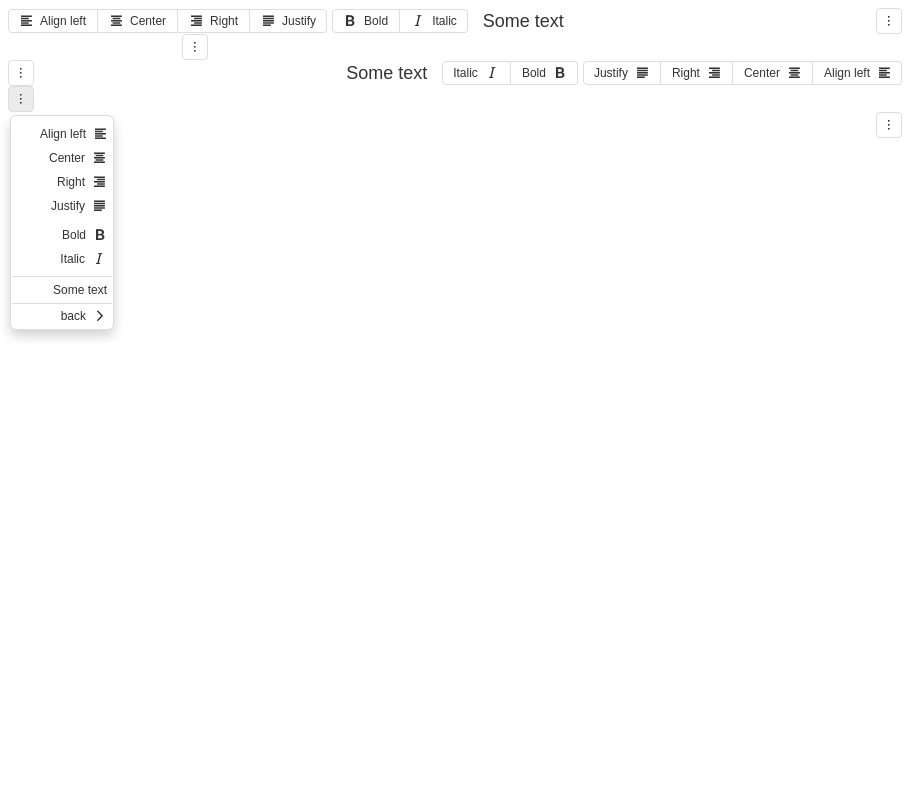 Align left Center Right Justify Bold Italic Some text
Some text Italic Bold Justify Right Center Align left
Align left
Center
Right
Justify
Bold
Italic
Some text
back